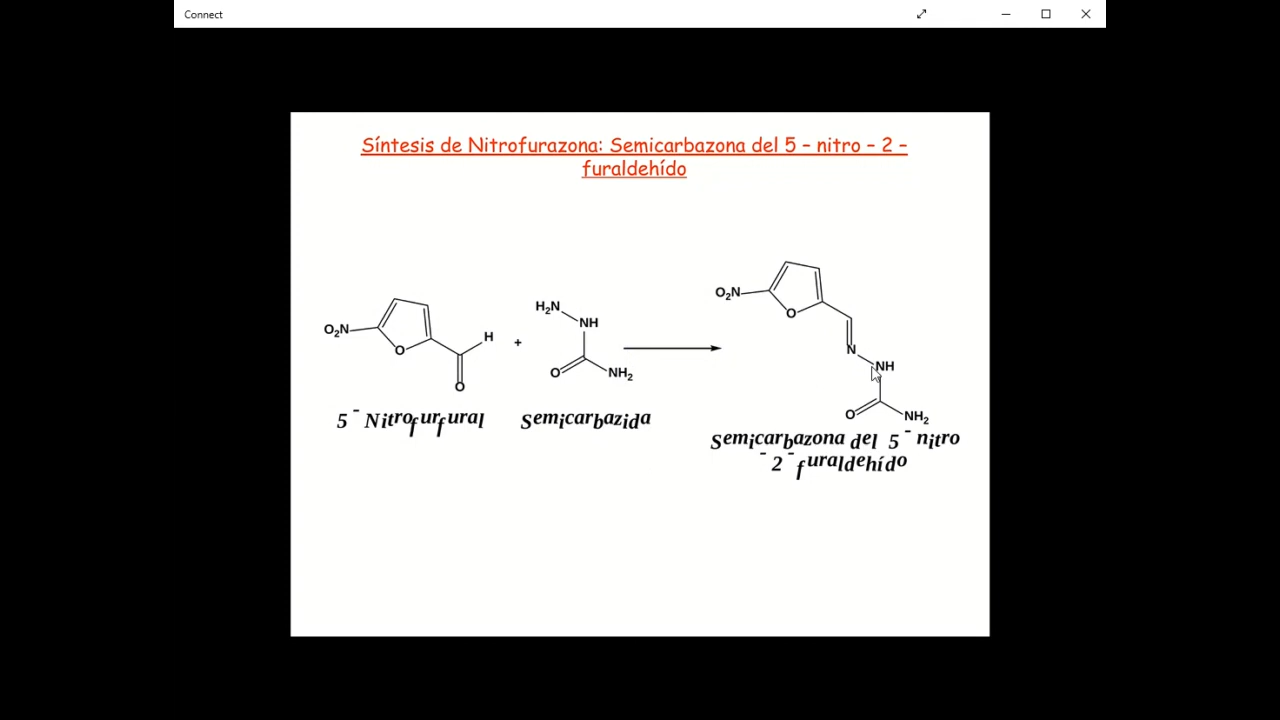 Connect
Síntesis de Nitrofurazona: Semicarbazona del 5 – nitro – 2 –
furaldehído
O2N
O
H
O
5 - Nitrofurfural
+
H2N
NH
O
NH2
Semicarbazida
O2N
O
N
NH
O
NH2
Semicarbazona del 5 - nitro
- 2 - furaldehído